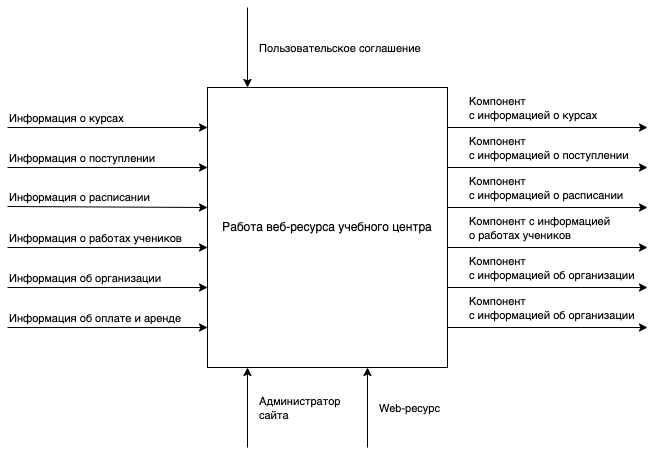 Пользовательское соглашение
Информация о курсах
Информация о поступлении
Информация о расписании
Информация о работах учеников
Информация об организации
Информация об оплате и аренде
Работа веб-ресурса учебного центра
Компонент
с информацией о курсах
Компонент
с информацией о поступлении
Компонент
с информацией о расписании
Компонент с информацией
о работах учеников
Компонент
с информацией об организации
Компонент
с информацией об организации
Администратор
сайта
Web-ресурс